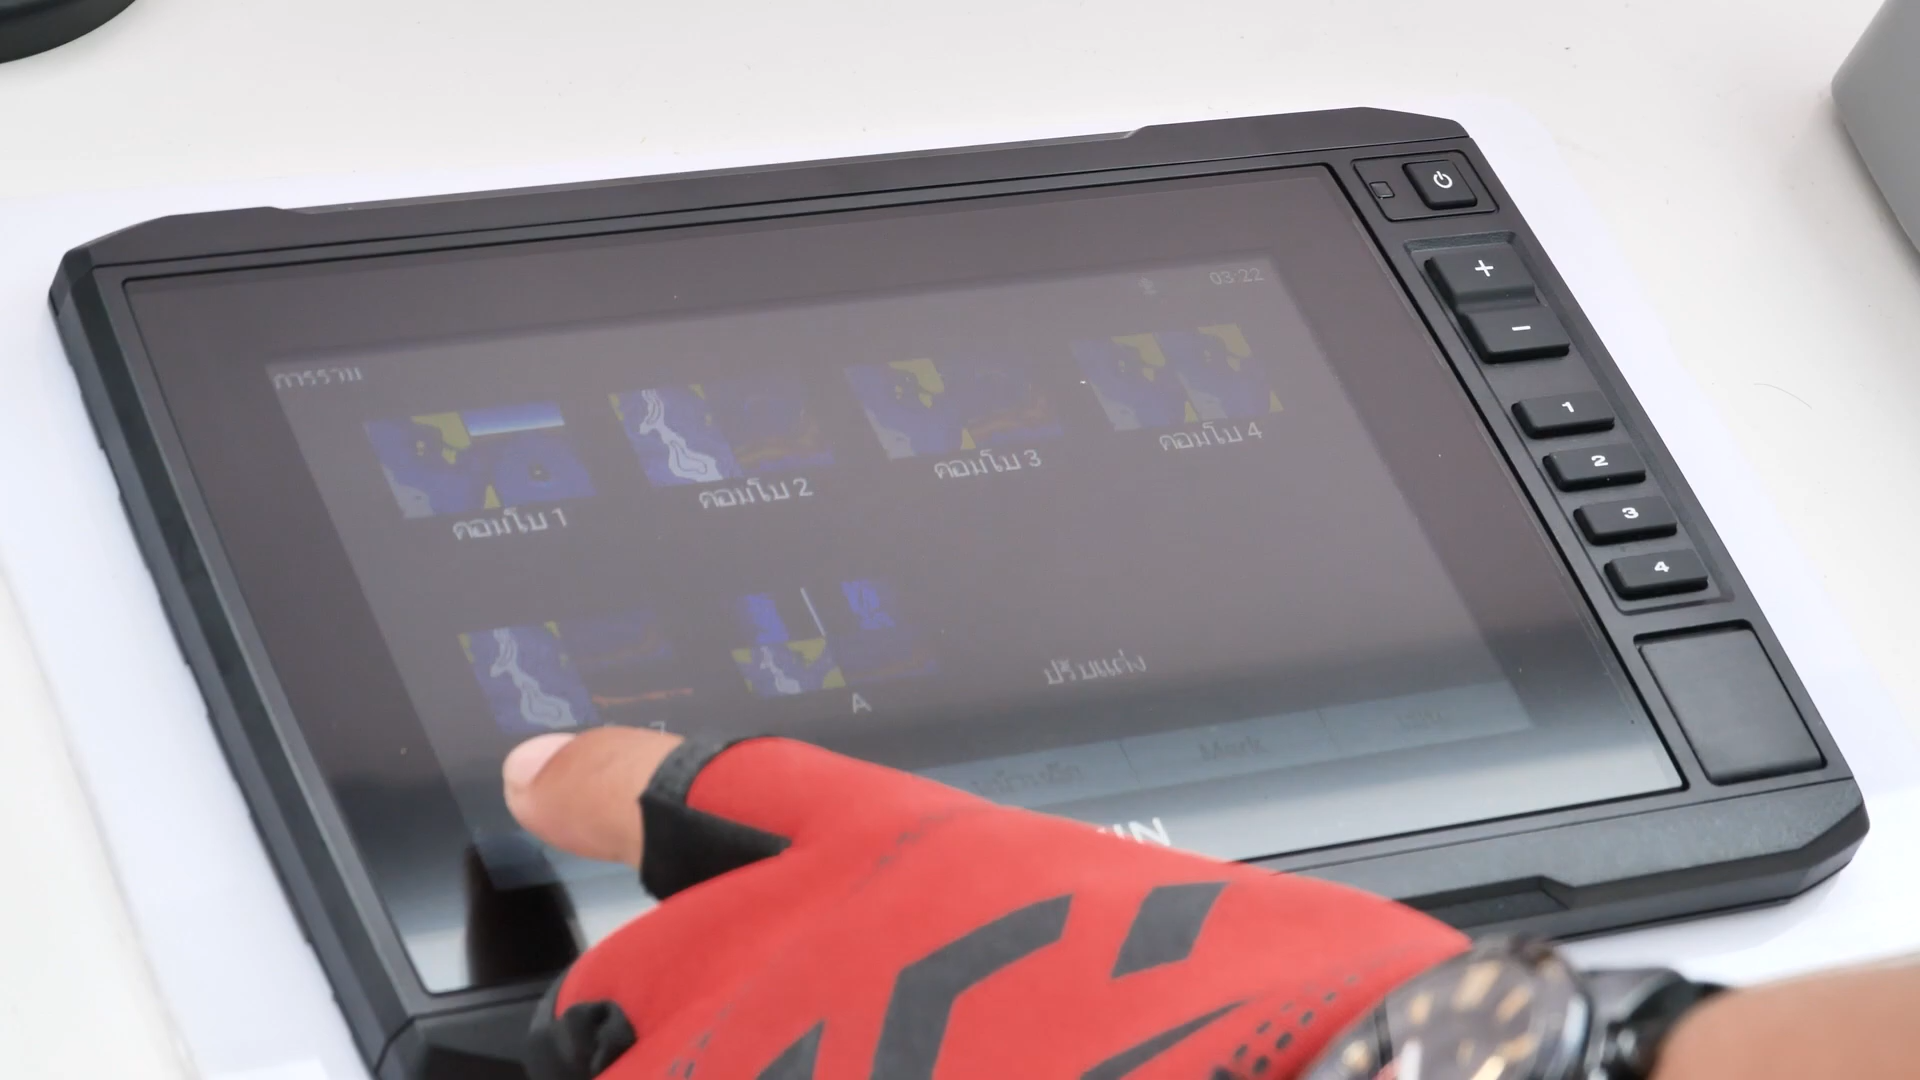 03:22
การรวม
คอมโบ 1
คอมโบ 2
คอมโบ 3
คอมโบ 4
7
A
ปรับแต่ง
Mark
+
−
1
2
3
4